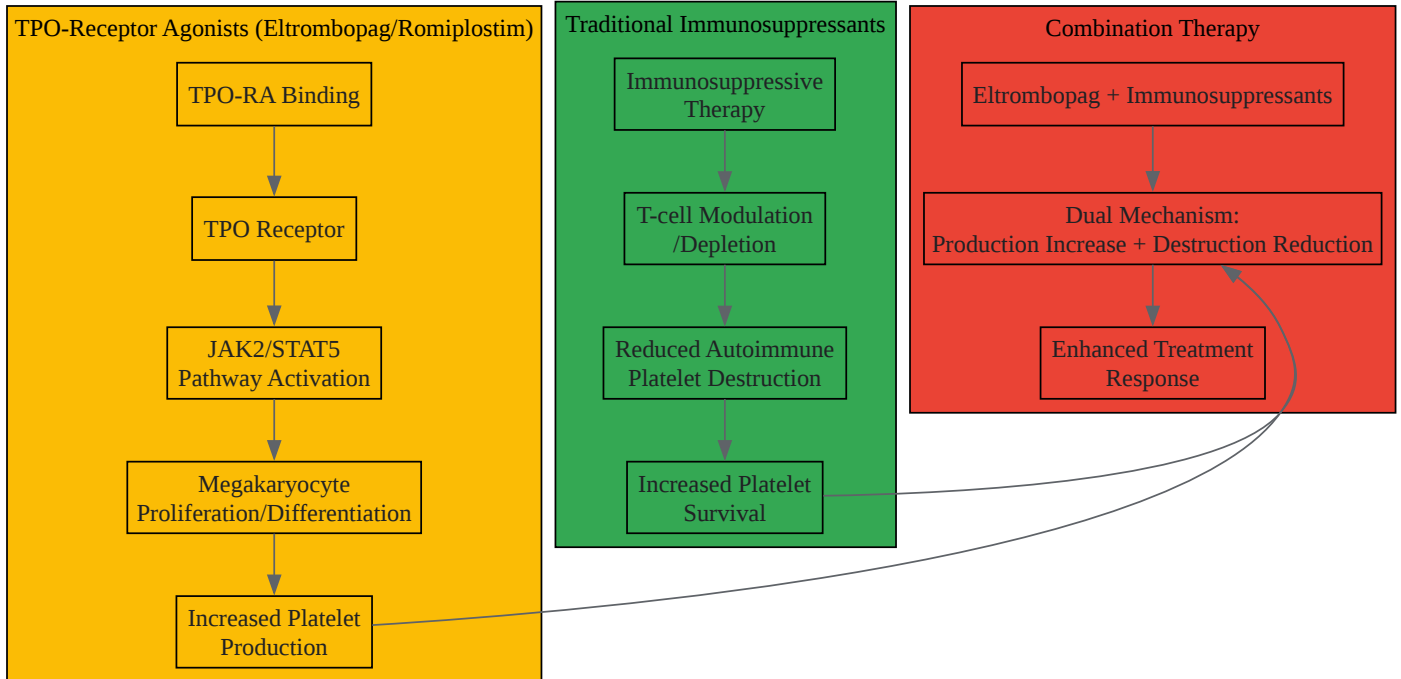 TPO-Receptor Agonists (Eltrombopag/Romiplostim)
TPO-RA Binding
TPO Receptor
JAK2/STAT5
Pathway Activation
Megakaryocyte
Proliferation/Differentiation
Increased Platelet
Production
Traditional Immunosuppressants
Immunosuppressive
Therapy
T-cell Modulation
/Depletion
Reduced Autoimmune
Platelet Destruction
Increased Platelet
Survival
Combination Therapy
Eltrombopag + Immunosuppressants
Dual Mechanism:
Production Increase + Destruction Reduction
Enhanced Treatment
Response